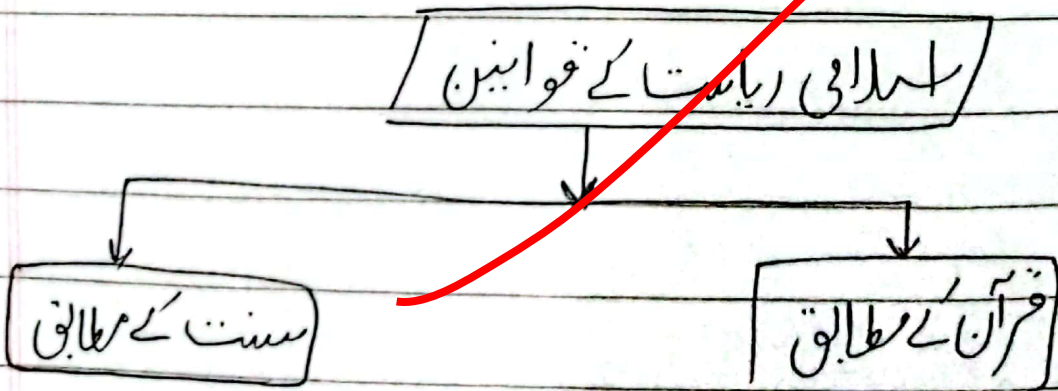 اسلامی ریاست کے قوانین
قرآن کے مطابق
سنت کے مطابق